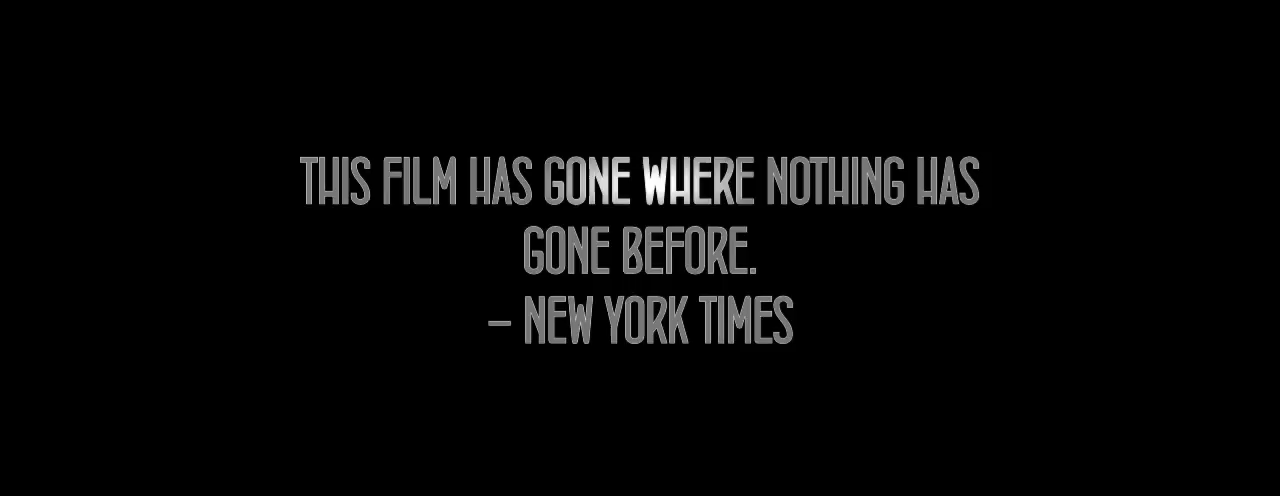 THIS FILM HAS GONE WHERE NOTHING HAS
GONE BEFORE.
– NEW YORK TIMES